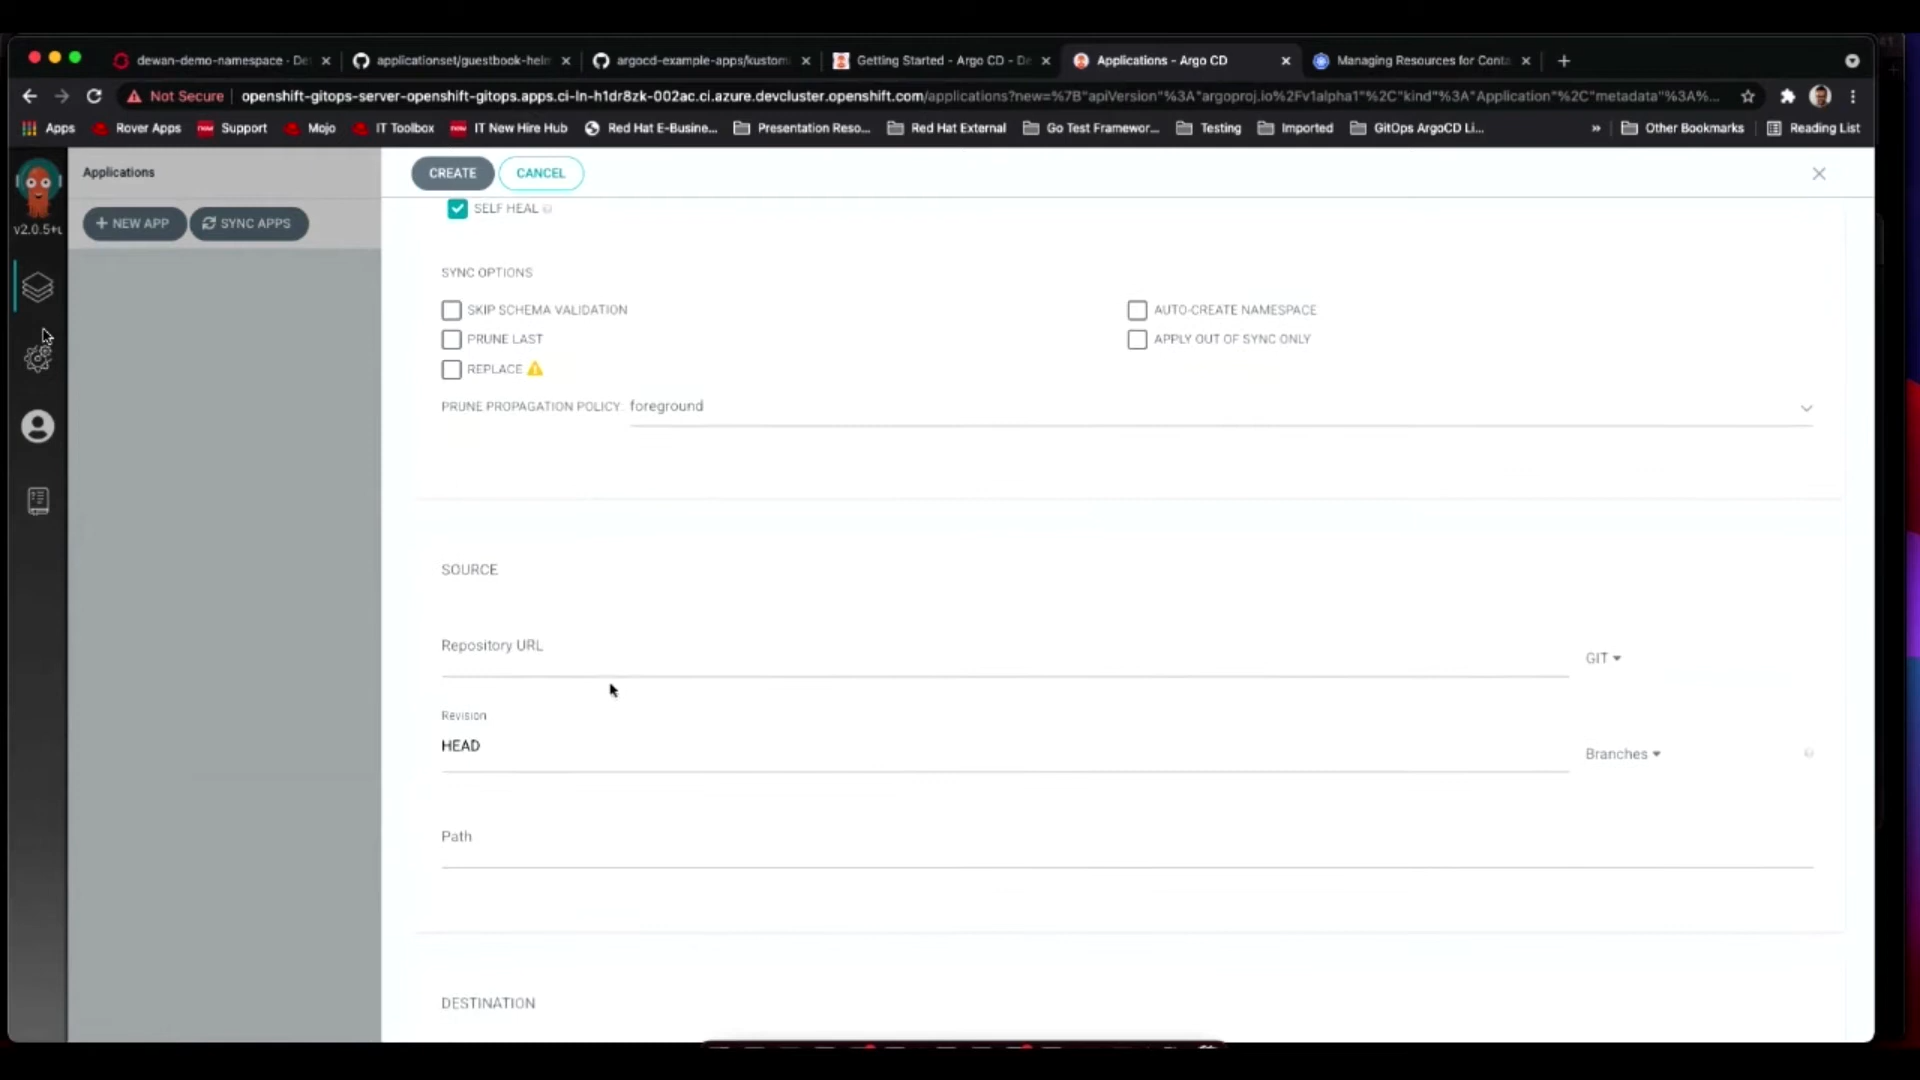 dewan-demo-namespace - De
applicationset/guestbook-helm
argocd-example-apps/kustom
Getting Started - Argo CD - De
Applications - Argo CD
Managing Resources for Conta
Not Secure
openshift-gitops-server-openshift-gitops.apps.ci-ln-h1dr8zk-002ac.ci.azure.devcluster.openshift.com/applications?new=%7B"apiVersion"%3A"argoproj.io%2Fv1alpha1"%2C"kind"%3A"Application"%2C"metadata"%3A%...
Apps
Rover Apps
Support
Mojo
IT Toolbox
IT New Hire Hub
Red Hat E-Busine...
Presentation Reso...
Red Hat External
Go Test Framewor...
Testing
Imported
GitOps ArgoCD Li...
»
Other Bookmarks
Reading List
Applications
CREATE
CANCEL
+ NEW APP
SYNC APPS
v2.0.5+
SELF HEAL
SYNC OPTIONS
SKIP SCHEMA VALIDATION
AUTO-CREATE NAMESPACE
PRUNE LAST
APPLY OUT OF SYNC ONLY
REPLACE
PRUNE PROPAGATION POLICY: foreground
SOURCE
Repository URL
GIT
Revision
HEAD
Branches
Path
DESTINATION